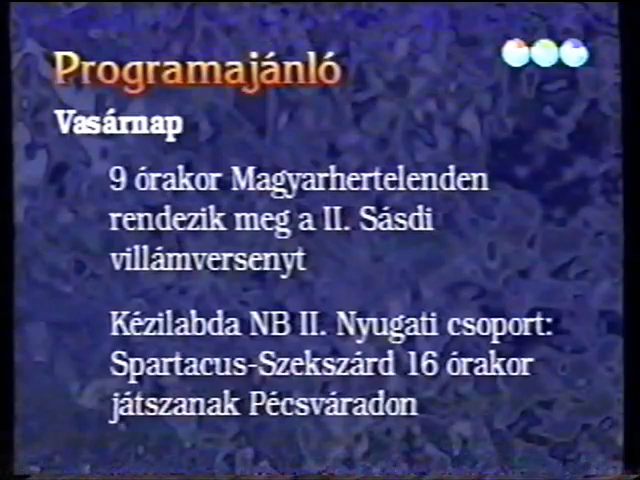 Programajánló
Vasárnap
9 órakor Magyarhertelenden
rendezik meg a II. Sásdi
villámversenyt
Kézilabda NB II. Nyugati csoport:
Spartacus-Szekszárd 16 órakor
játszanak Pécsváradon